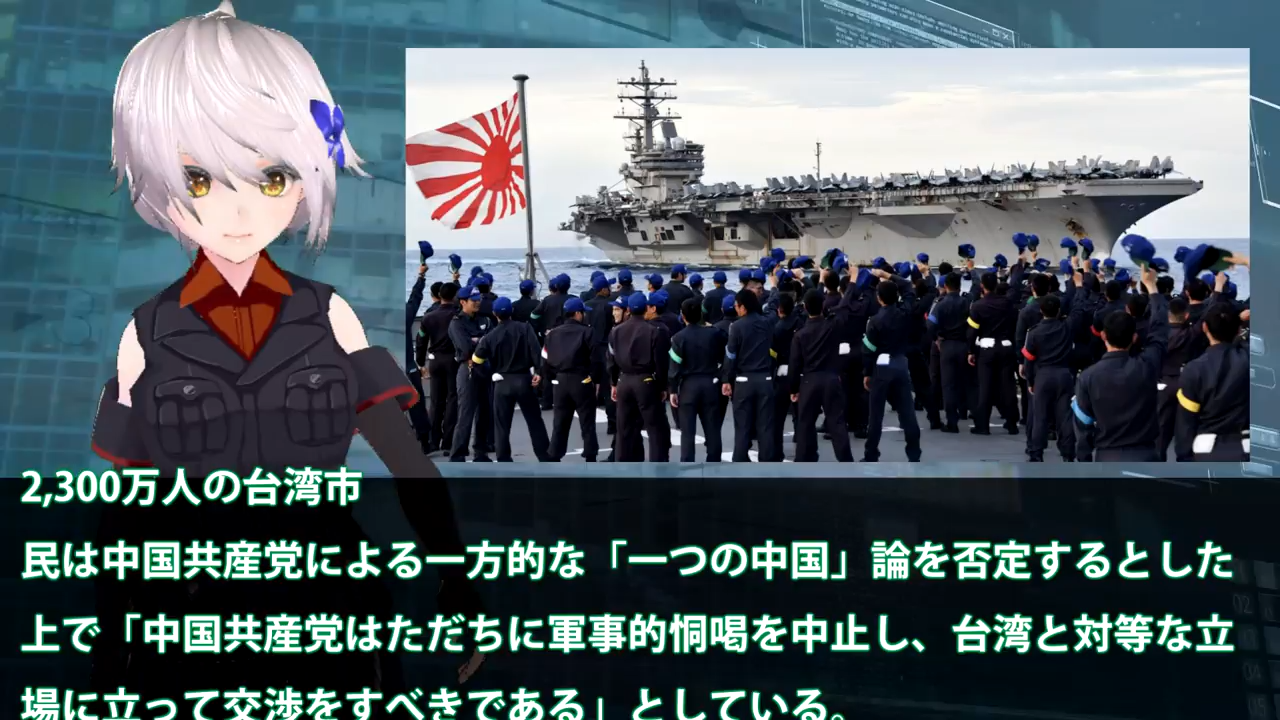 2,300万人の台湾市
民は中国共産党による一方的な「一つの中国」論を否定するとした
上で「中国共産党はただちに軍事的恫喝を中止し、台湾と対等な立
場に立って交渉をすべきである」としている。